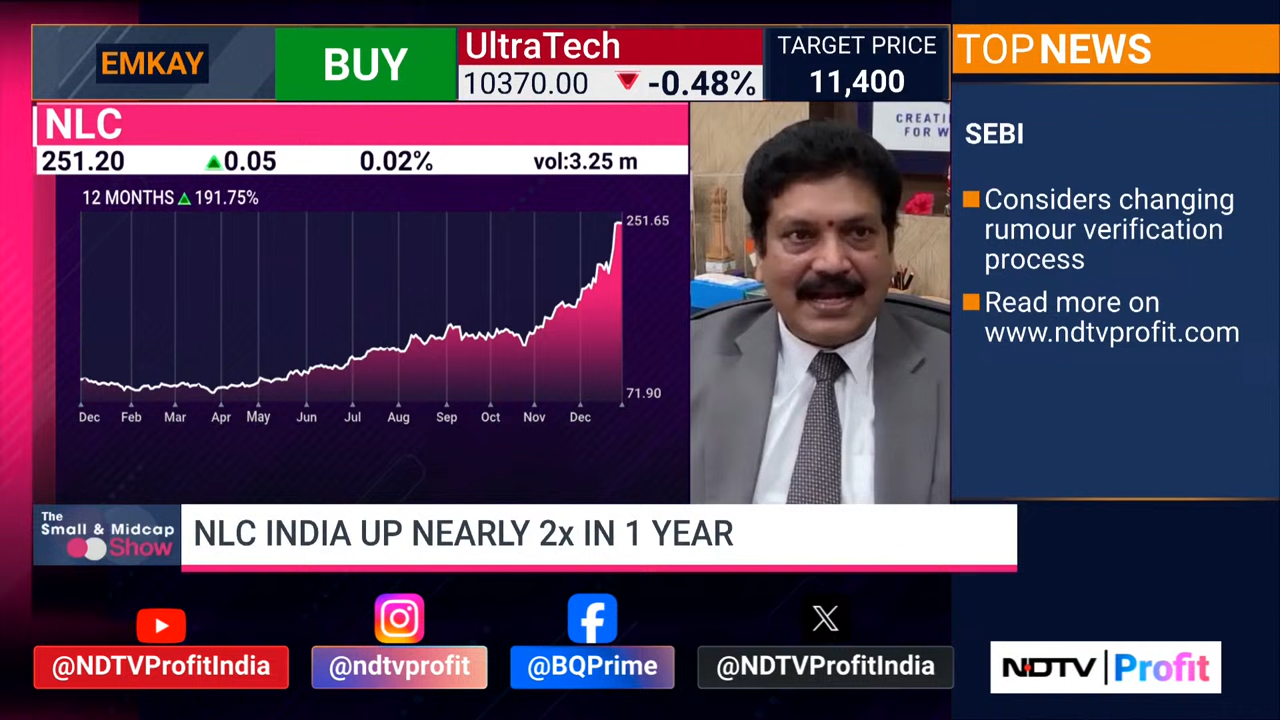 EMKAY
BUY
UltraTech
10370.00 ▼ -0.48%
TARGET PRICE
11,400
TOP NEWS
NLC
251.20 ▲0.05 0.02% vol:3.25 m
12 MONTHS ▲ 191.75%
251.65
71.90
Dec Feb Mar Apr May Jun Jul Aug Sep Oct Nov Dec
CREATI
FOR W
SEBI
Considers changing
rumour verification
process
Read more on
www.ndtvprofit.com
The
Small & Midcap
Show
NLC INDIA UP NEARLY 2x IN 1 YEAR
@NDTVProfitIndia
@ndtvprofit
@BQPrime
@NDTVProfitIndia
NDTV Profit